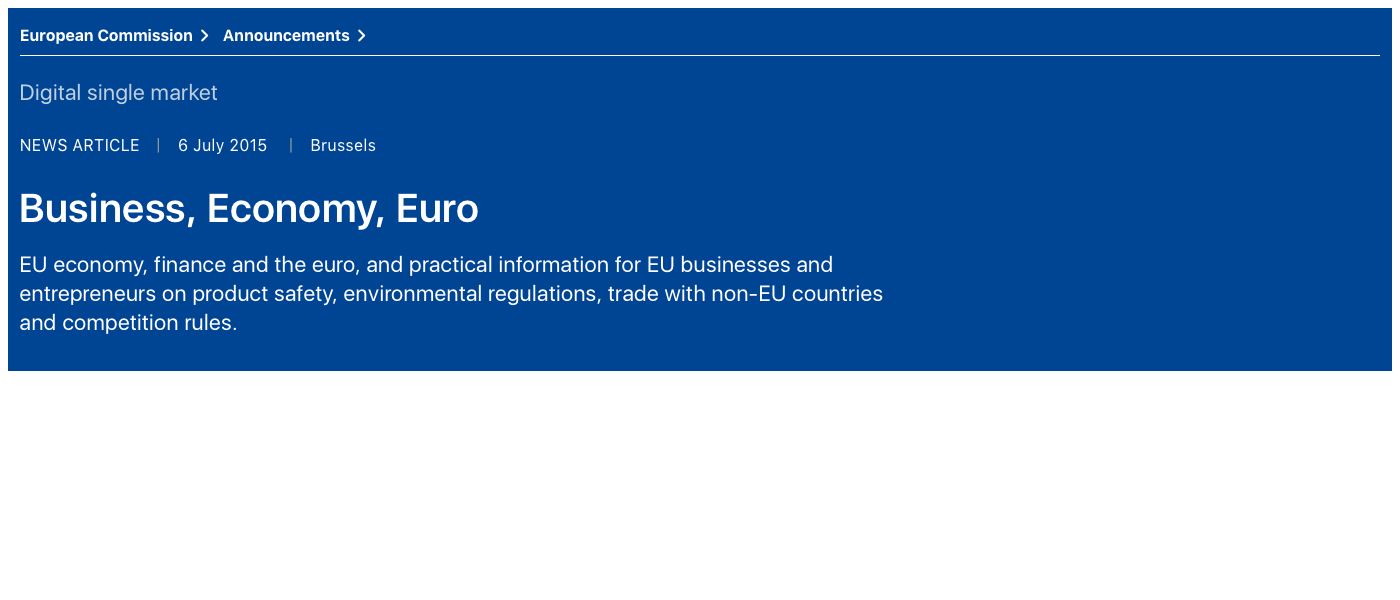 European Commission > Announcements >
Digital single market
NEWS ARTICLE | 6 July 2015 | Brussels
Business, Economy, Euro
EU economy, finance and the euro, and practical information for EU businesses and
entrepreneurs on product safety, environmental regulations, trade with non-EU countries
and competition rules.